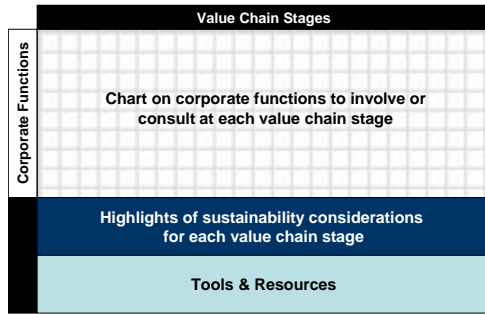 Value Chain Stages
Corporate Functions
Chart on corporate functions to involve or
consult at each value chain stage
Highlights of sustainability considerations
for each value chain stage
Tools & Resources